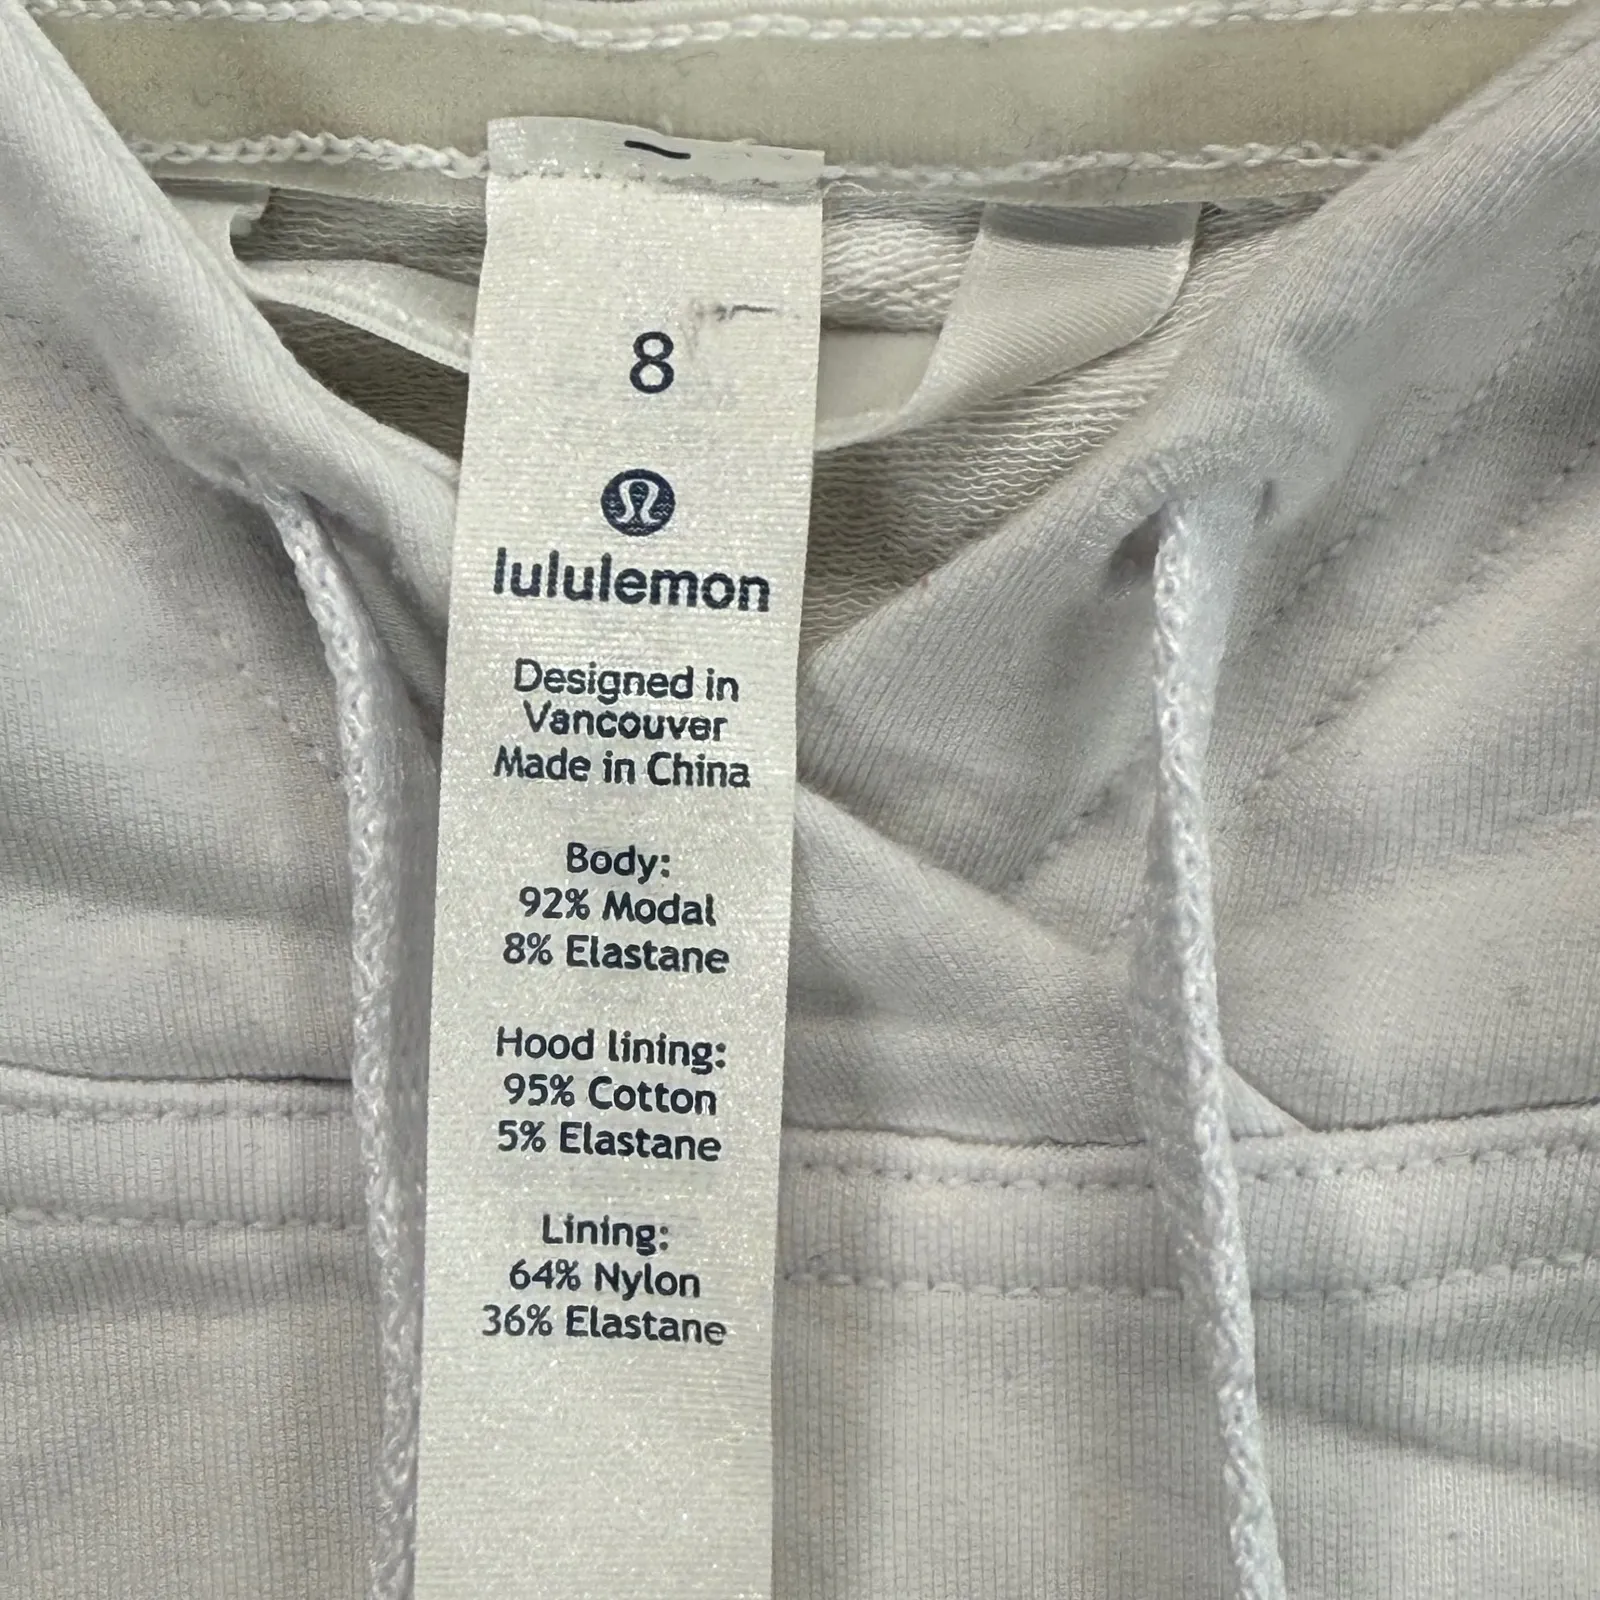 8
lululemon
Designed in
Vancouver
Made in China
Body:
92% Modal
8% Elastane
Hood lining:
95% Cotton
5% Elastane
Lining:
64% Nylon
36% Elastane